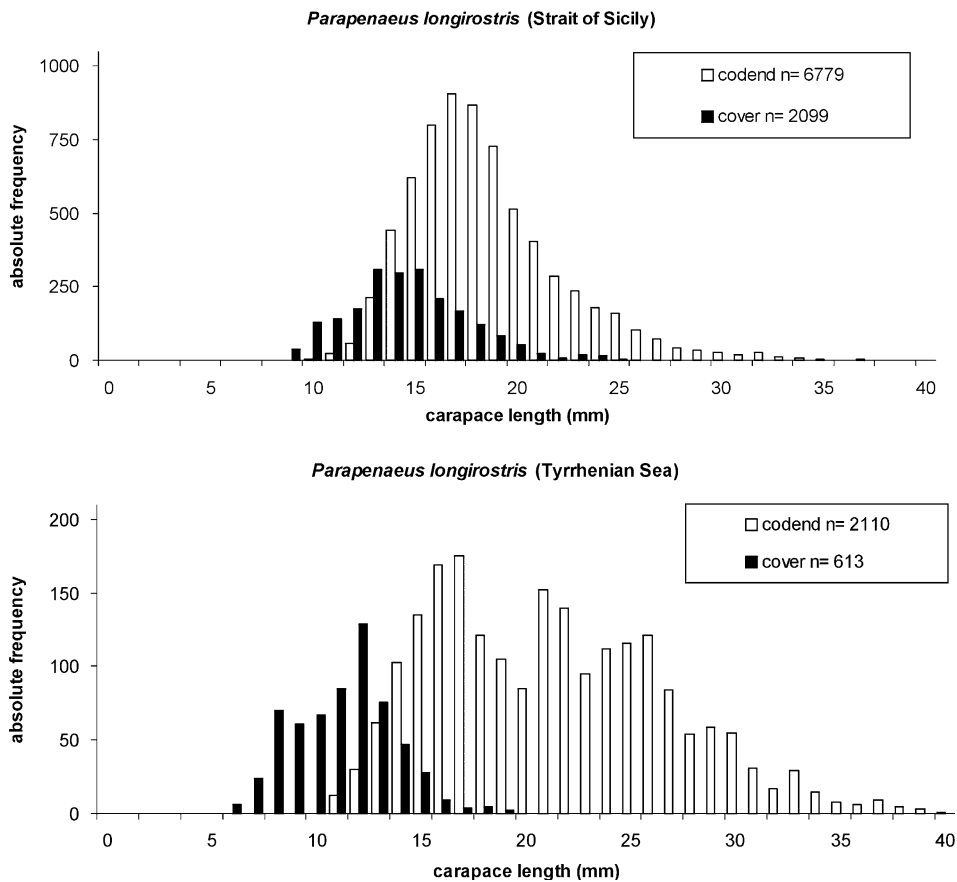 Parapenaeus longirostris (Strait of Sicily)
1000
750
500
250
0
absolute frequency
codend n= 6779
cover n= 2099
0 5 10 15 20 25 30 35 40
carapace length (mm)
Parapenaeus longirostris (Tyrrhenian Sea)
200
150
100
50
0
absolute frequency
codend n= 2110
cover n= 613
0 5 10 15 20 25 30 35 40
carapace length (mm)